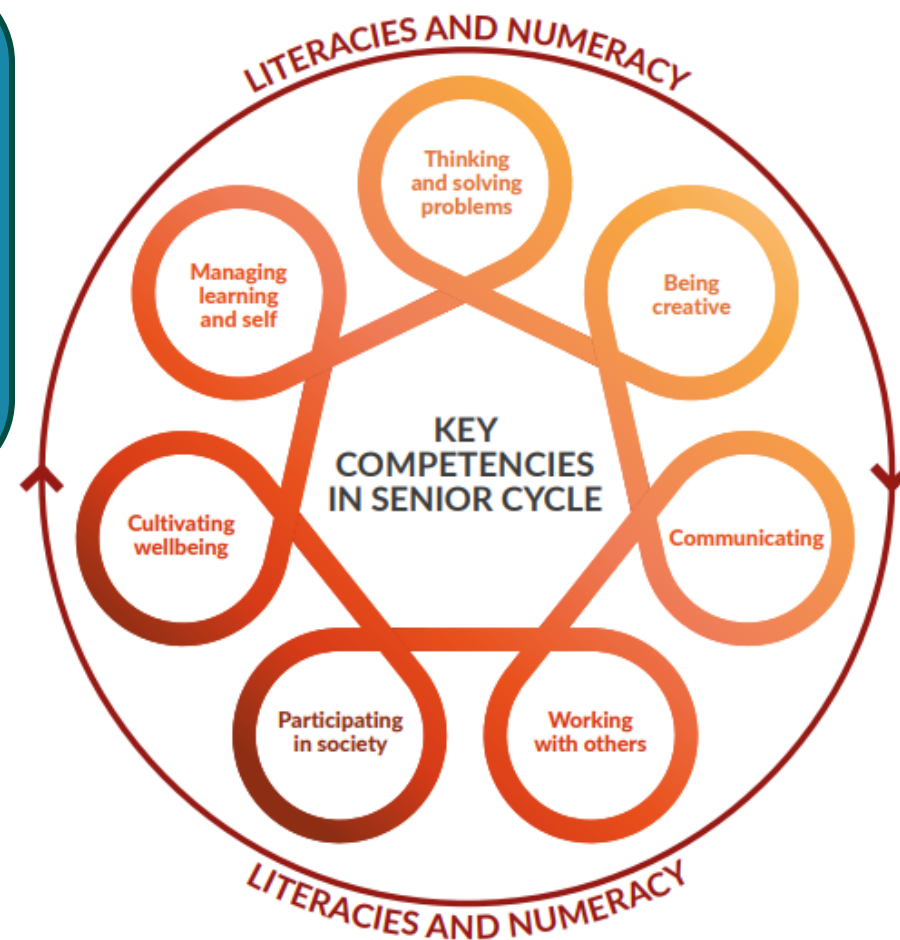 LITERACIES AND NUMERACY
Thinking
and solving
problems
Being
creative
Communicating
Working
with others
Participating
in society
Cultivating
wellbeing
Managing
learning
and self
KEY
COMPETENCIES
IN SENIOR CYCLE
LITERACIES AND NUMERACY